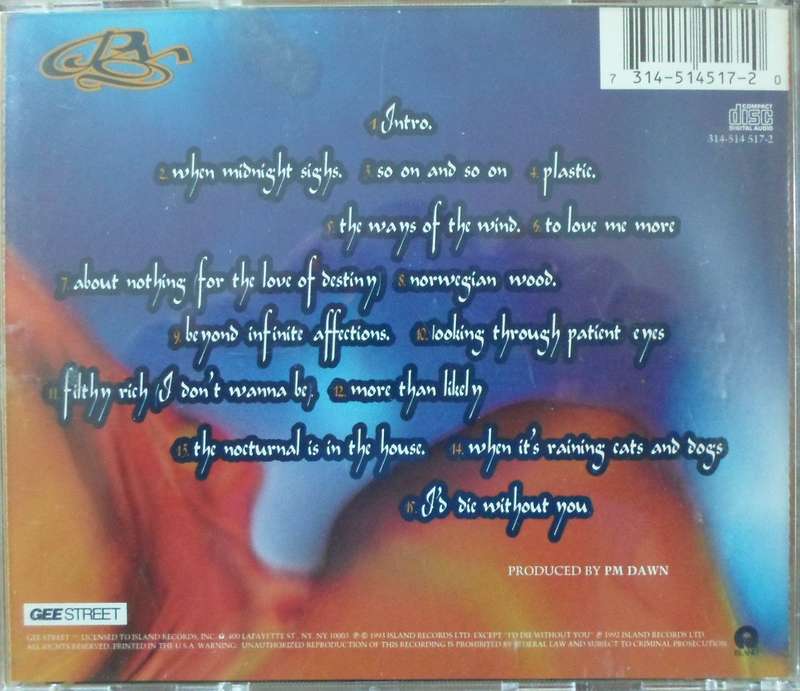 7 314-514517-2 0
COMPACT
disc
DIGITAL AUDIO
314-514 517-2
1. Intro.
2. when midnight sighs. 3. so on and so on 4. plastic.
5. the ways of the wind. 6. to love me more
7. about nothing (for the love of destiny) 8. norwegian wood.
9. beyond infinite affections. 10. looking through patient eyes
11. filthy rich (I don't wanna be) 12. more than likely
13. the nocturnal is in the house. 14. when it's raining cats and dogs
15. I'd die without you
PRODUCED BY PM DAWN
GEE STREET
GEE STREET ™ LICENSED TO ISLAND RECORDS, INC. 400 LAFAYETTE ST., NY, NY 10003 ℗ © 1993 ISLAND RECORDS LTD. EXCEPT "I'D DIE WITHOUT YOU" ℗ 1992 ISLAND RECORDS LTD.
ALL RIGHTS RESERVED. PRINTED IN THE U.S.A. WARNING: UNAUTHORIZED REPRODUCTION OF THIS RECORDING IS PROHIBITED BY FEDERAL LAW AND SUBJECT TO CRIMINAL PROSECUTION.